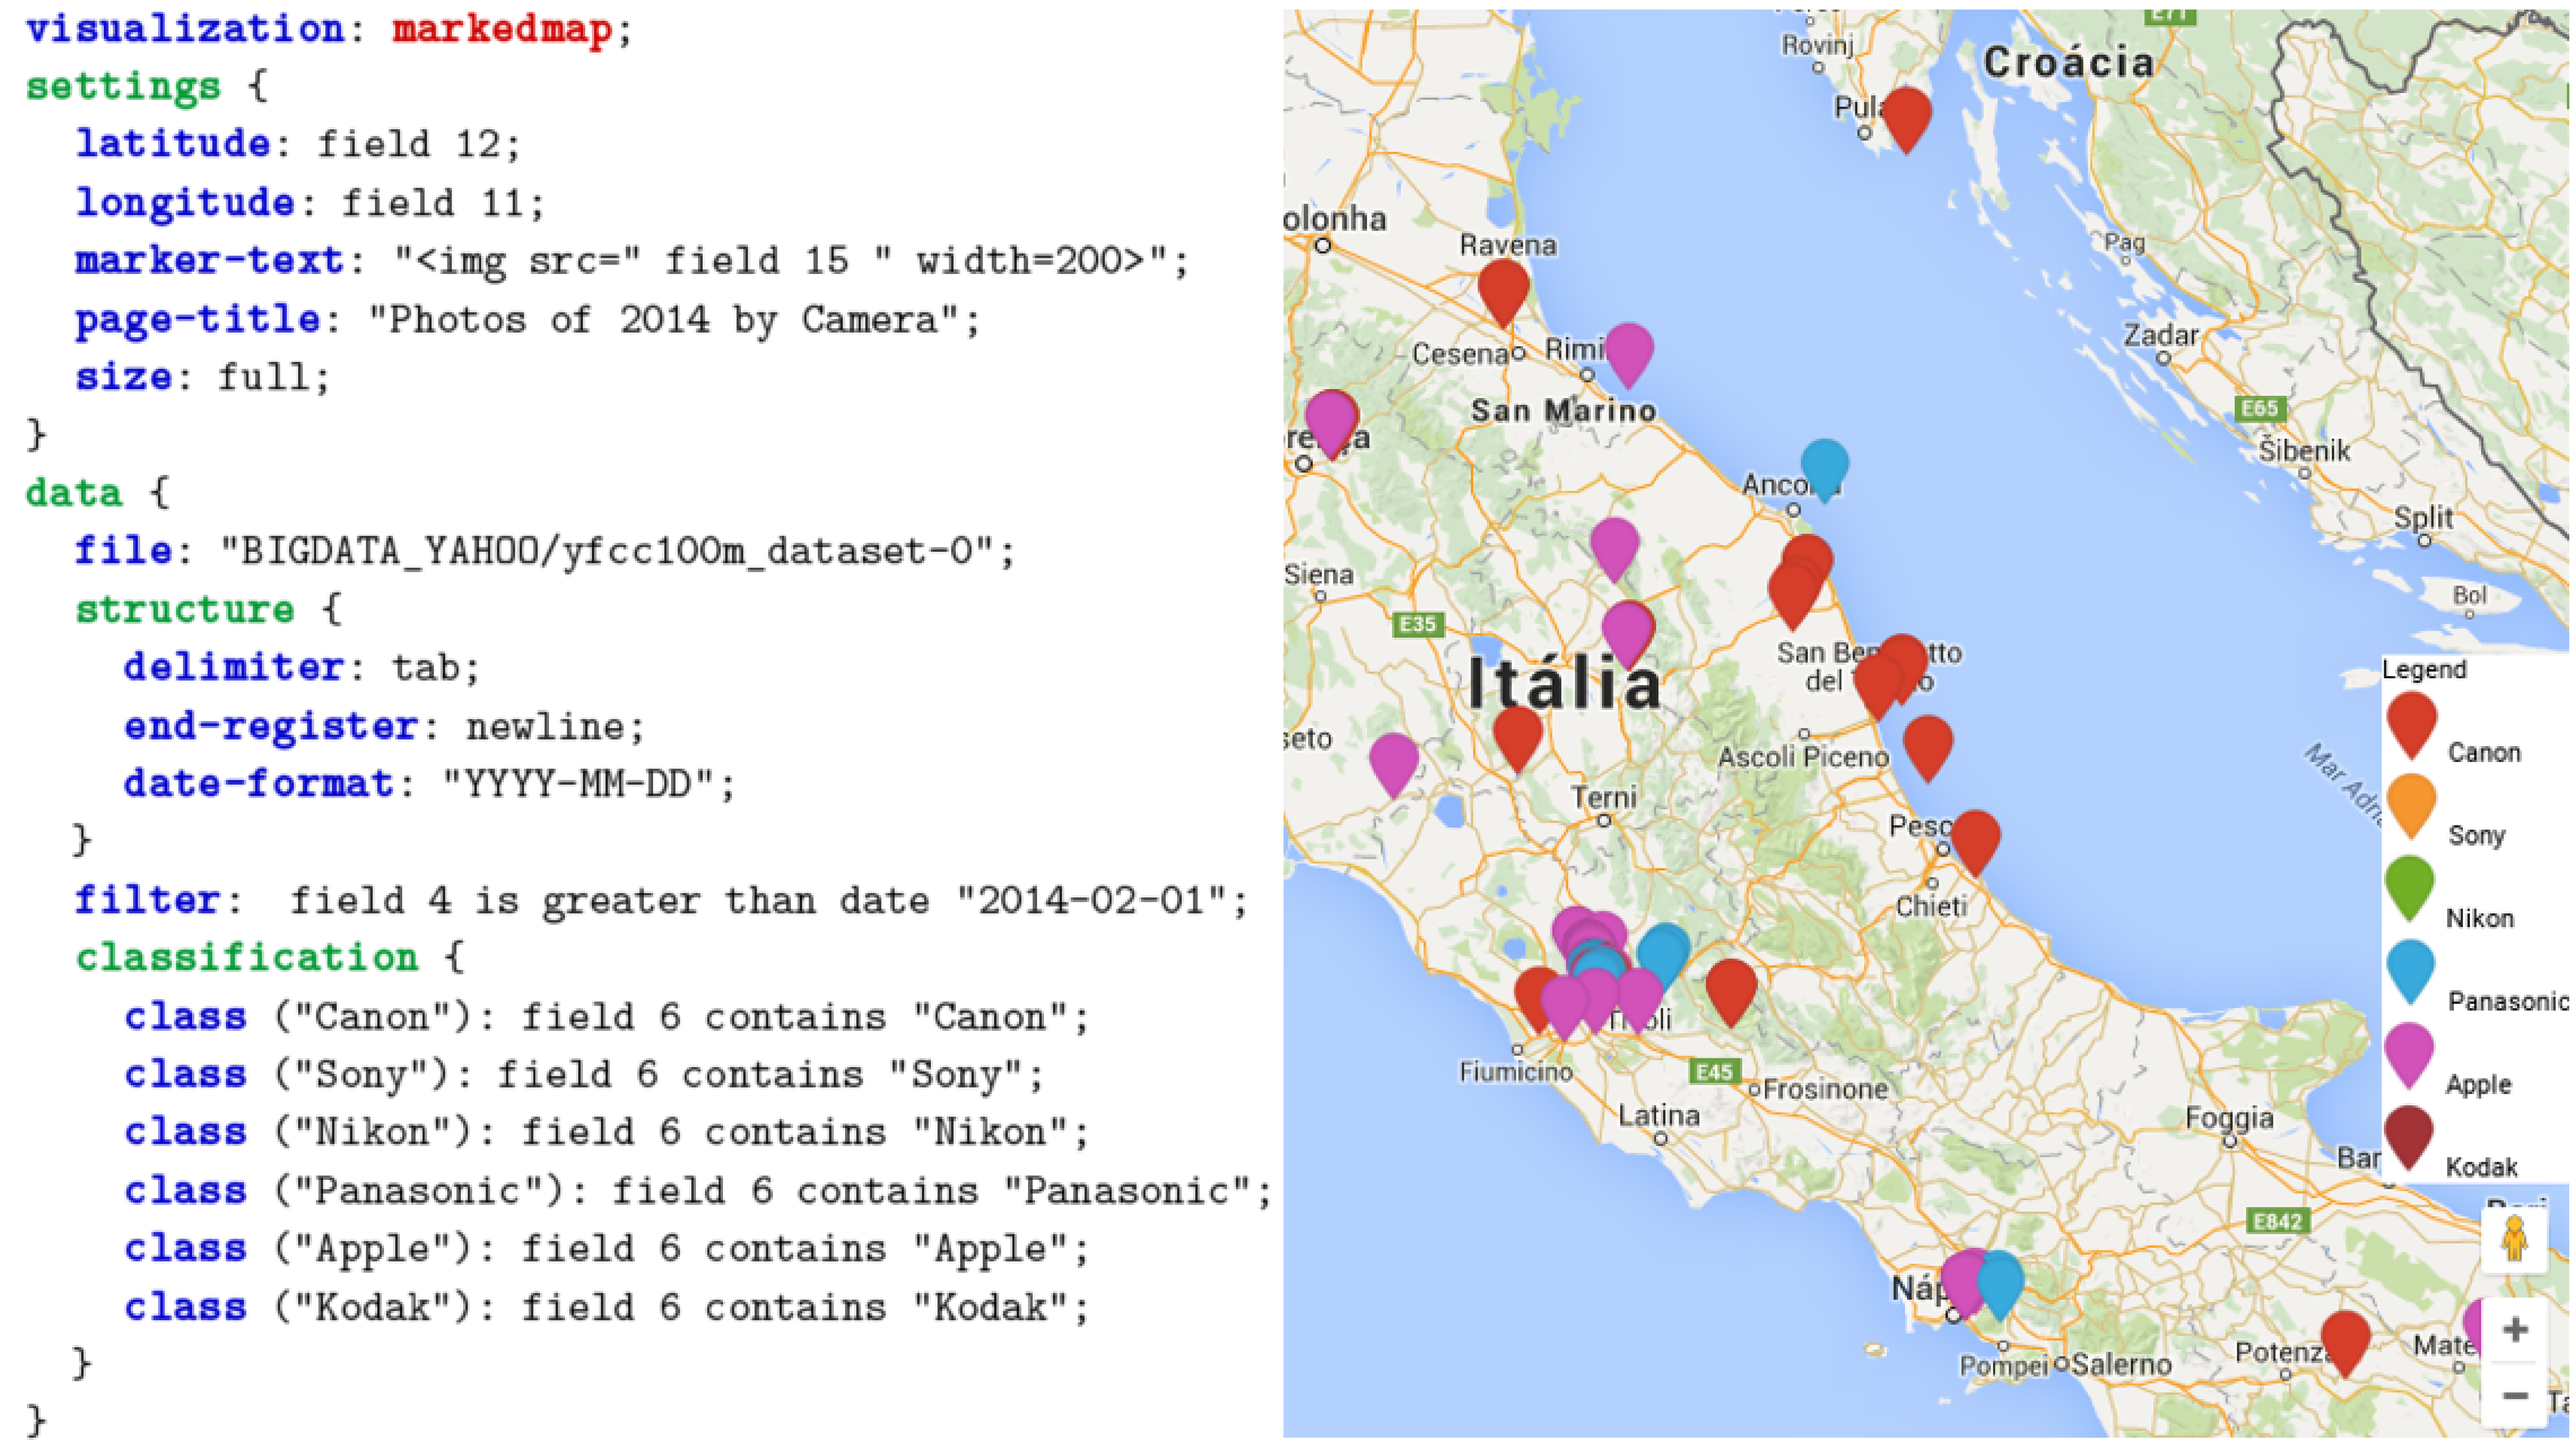 visualization: markedmap;
settings {
latitude: field 12;
longitude: field 11;
marker-text: "<img src=" field 15 " width=200>";
page-title: "Photos of 2014 by Camera";
size: full;
}
data {
file: "BIGDATA_YAHOO/yfcc100m_dataset-0";
structure {
delimiter: tab;
end-register: newline;
date-format: "YYYY-MM-DD";
}
filter: field 4 is greater than date "2014-02-01";
classification {
class ("Canon"): field 6 contains "Canon";
class ("Sony"): field 6 contains "Sony";
class ("Nikon"): field 6 contains "Nikon";
class ("Panasonic"): field 6 contains "Panasonic";
class ("Apple"): field 6 contains "Apple";
class ("Kodak"): field 6 contains "Kodak";
}
}
E71
Rovinj
Croácia
Pula
olonha
Ravena
Pag
Cesena
Rimi
Zadar
San Marino
E65
Šibenik
Anco
Split
Siena
Bol
E35
San Ben tto
del o
Itália
Legend
Canon
Sony
Nikon
Panasonic
Apple
Kodak
seto
Ascoli Piceno
Mar Adri
Terni
Pesc
Chieti
Tivoli
Fiumicino
E45
Frosinone
Latina
Foggia
Bar
E842
Náp
Pompei
Salerno
Potenz
Mate
+
−